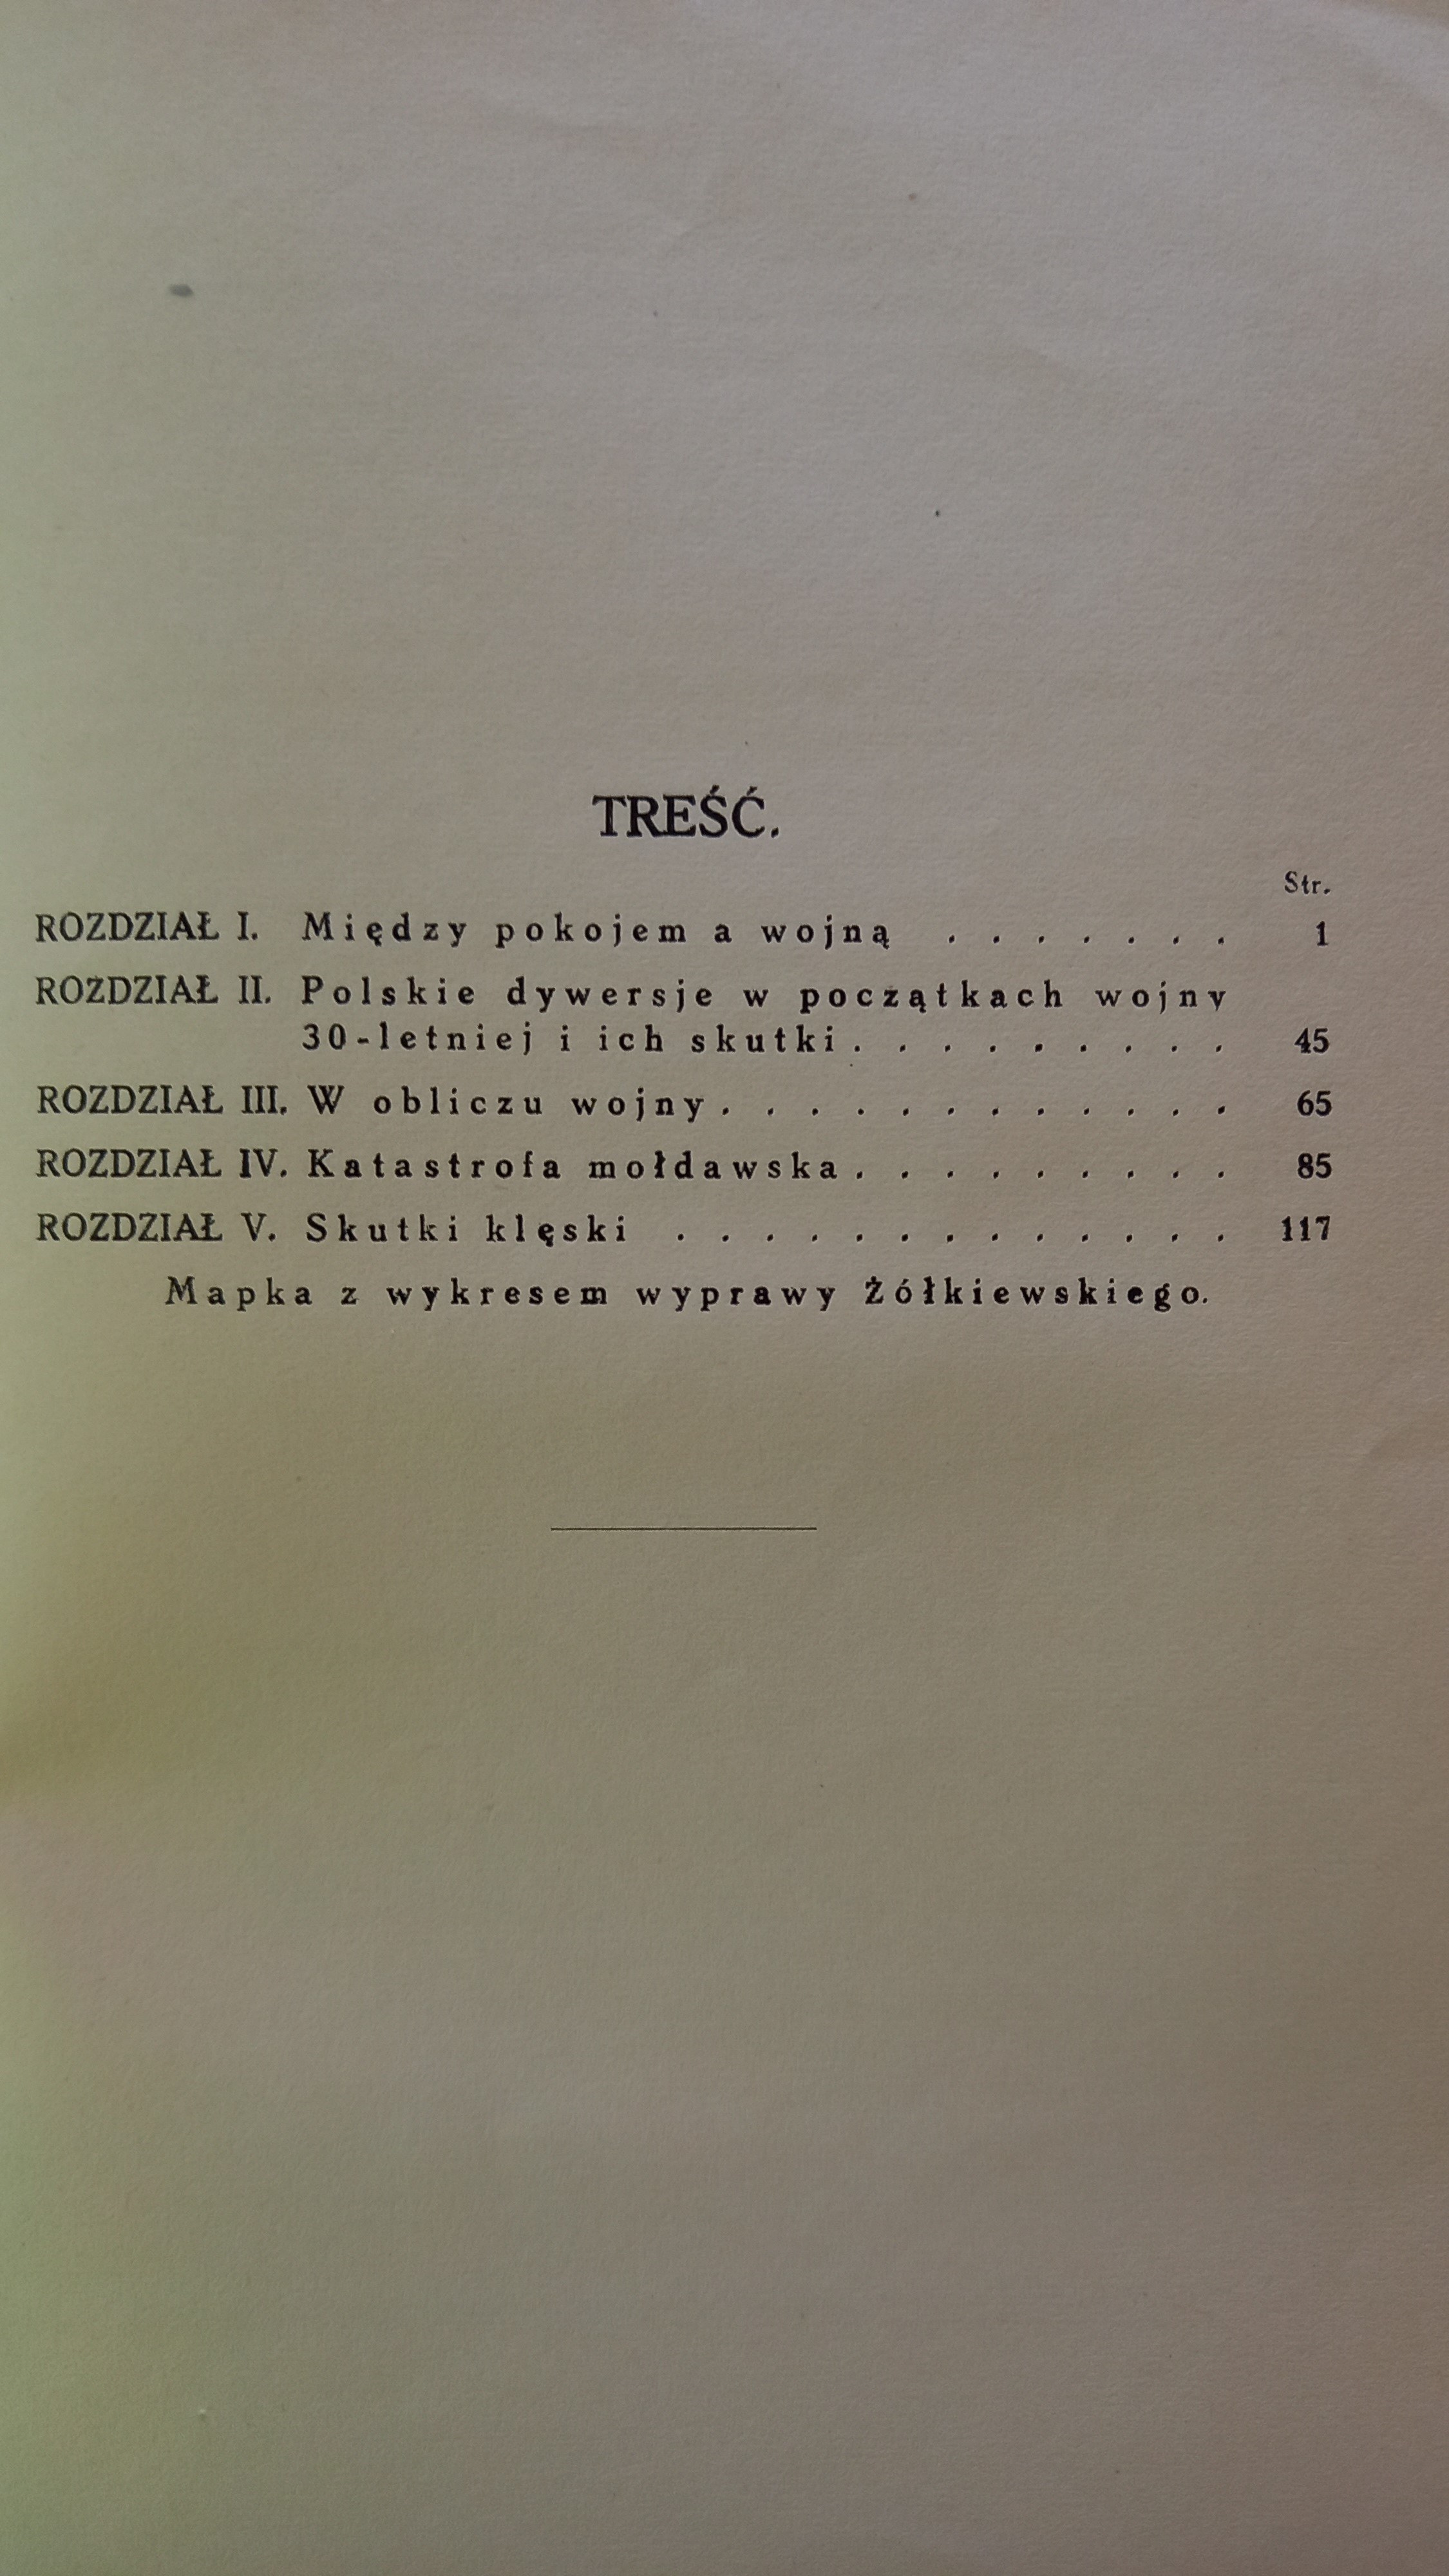 TREŚĆ.
Str.
ROZDZIAŁ I. Między pokojem a wojną . . . . . . . 1
ROZDZIAŁ II. Polskie dywersje w początkach wojny
30-letniej i ich skutki . . . . . . . . . 45
ROZDZIAŁ III. W obliczu wojny . . . . . . . . . . . . 65
ROZDZIAŁ IV. Katastrofa mołdawska . . . . . . . . . 85
ROZDZIAŁ V. Skutki klęski . . . . . . . . . . . . . 117
Mapka z wykresem wyprawy Żółkiewskiego.